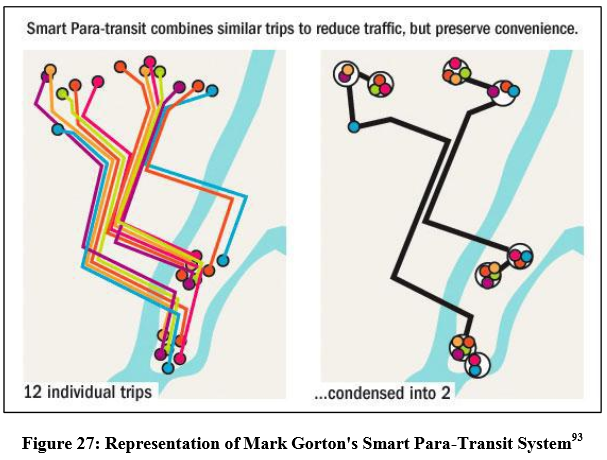 Smart Para-transit combines similar trips to reduce traffic, but preserve convenience.
12 individual trips
...condensed into 2
Figure 27: Representation of Mark Gorton's Smart Para-Transit System93